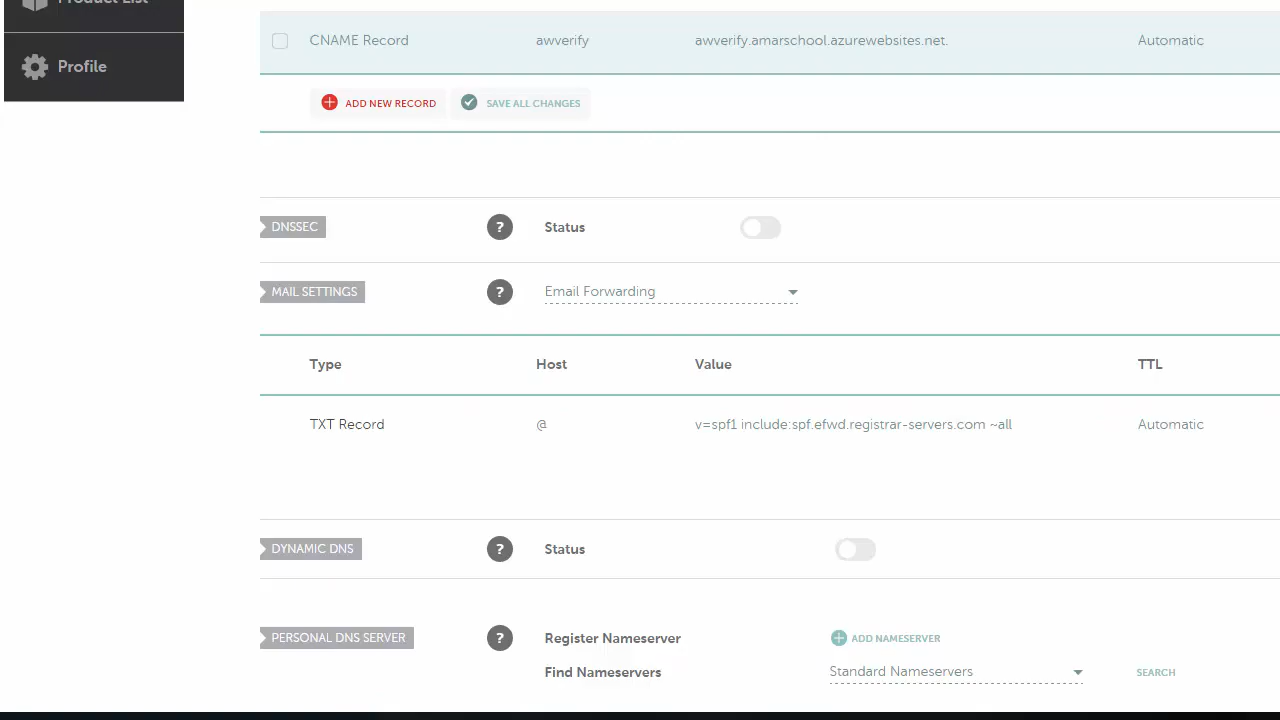 Product List
Profile
CNAME Record awverify awverify.amarschool.azurewebsites.net. Automatic
ADD NEW RECORD SAVE ALL CHANGES
DNSSEC ? Status
MAIL SETTINGS ? Email Forwarding
Type Host Value TTL
TXT Record @ v=spf1 include:spf.efwd.registrar-servers.com ~all Automatic
DYNAMIC DNS ? Status
PERSONAL DNS SERVER ? Register Nameserver ADD NAMESERVER
Find Nameservers Standard Nameservers SEARCH